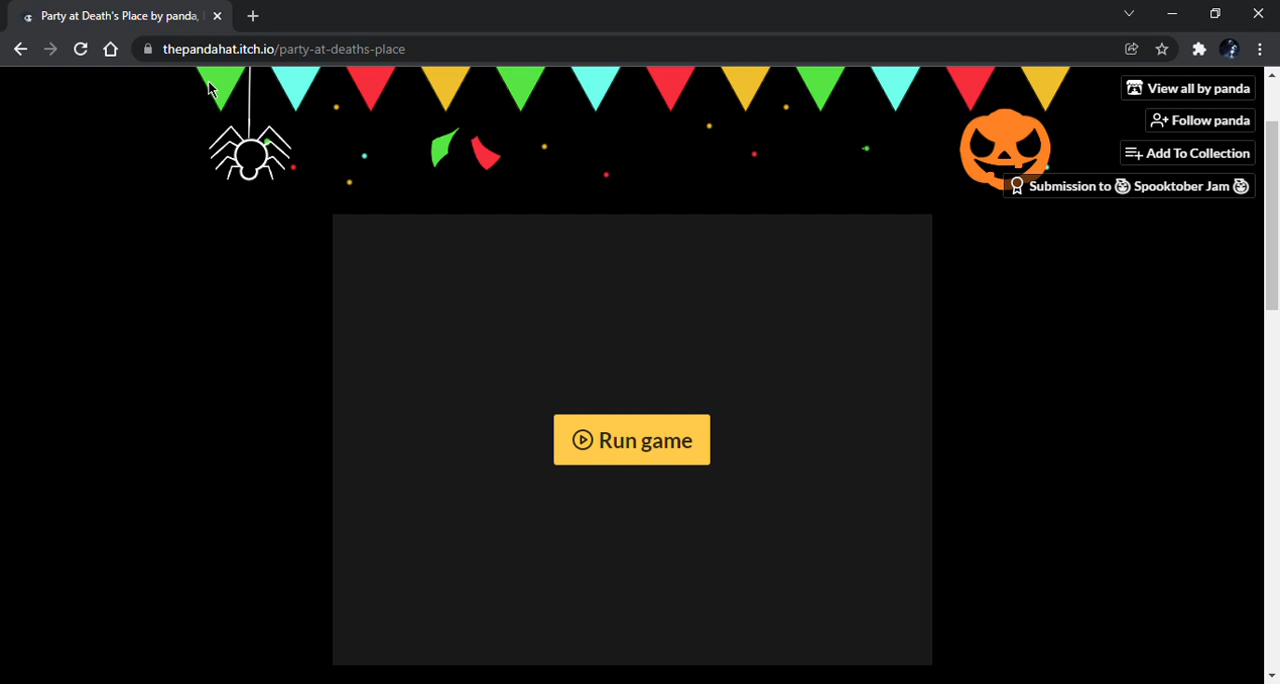 Party at Death's Place by panda,
thepandahat.itch.io/party-at-deaths-place
View all by panda
Follow panda
Add To Collection
Submission to 🎃 Spooktober Jam 🎃
Run game